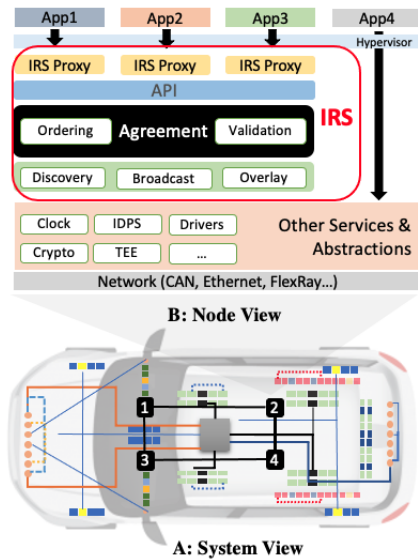 App1 App2 App3 App4
Hypervisor
IRS Proxy IRS Proxy IRS Proxy
API
IRS
Ordering Agreement Validation
Discovery Broadcast Overlay
Clock IDPS Drivers
Other Services & Abstractions
Crypto TEE ...
Network (CAN, Ethernet, FlexRay...)
B: Node View
1 2
3 4
A: System View